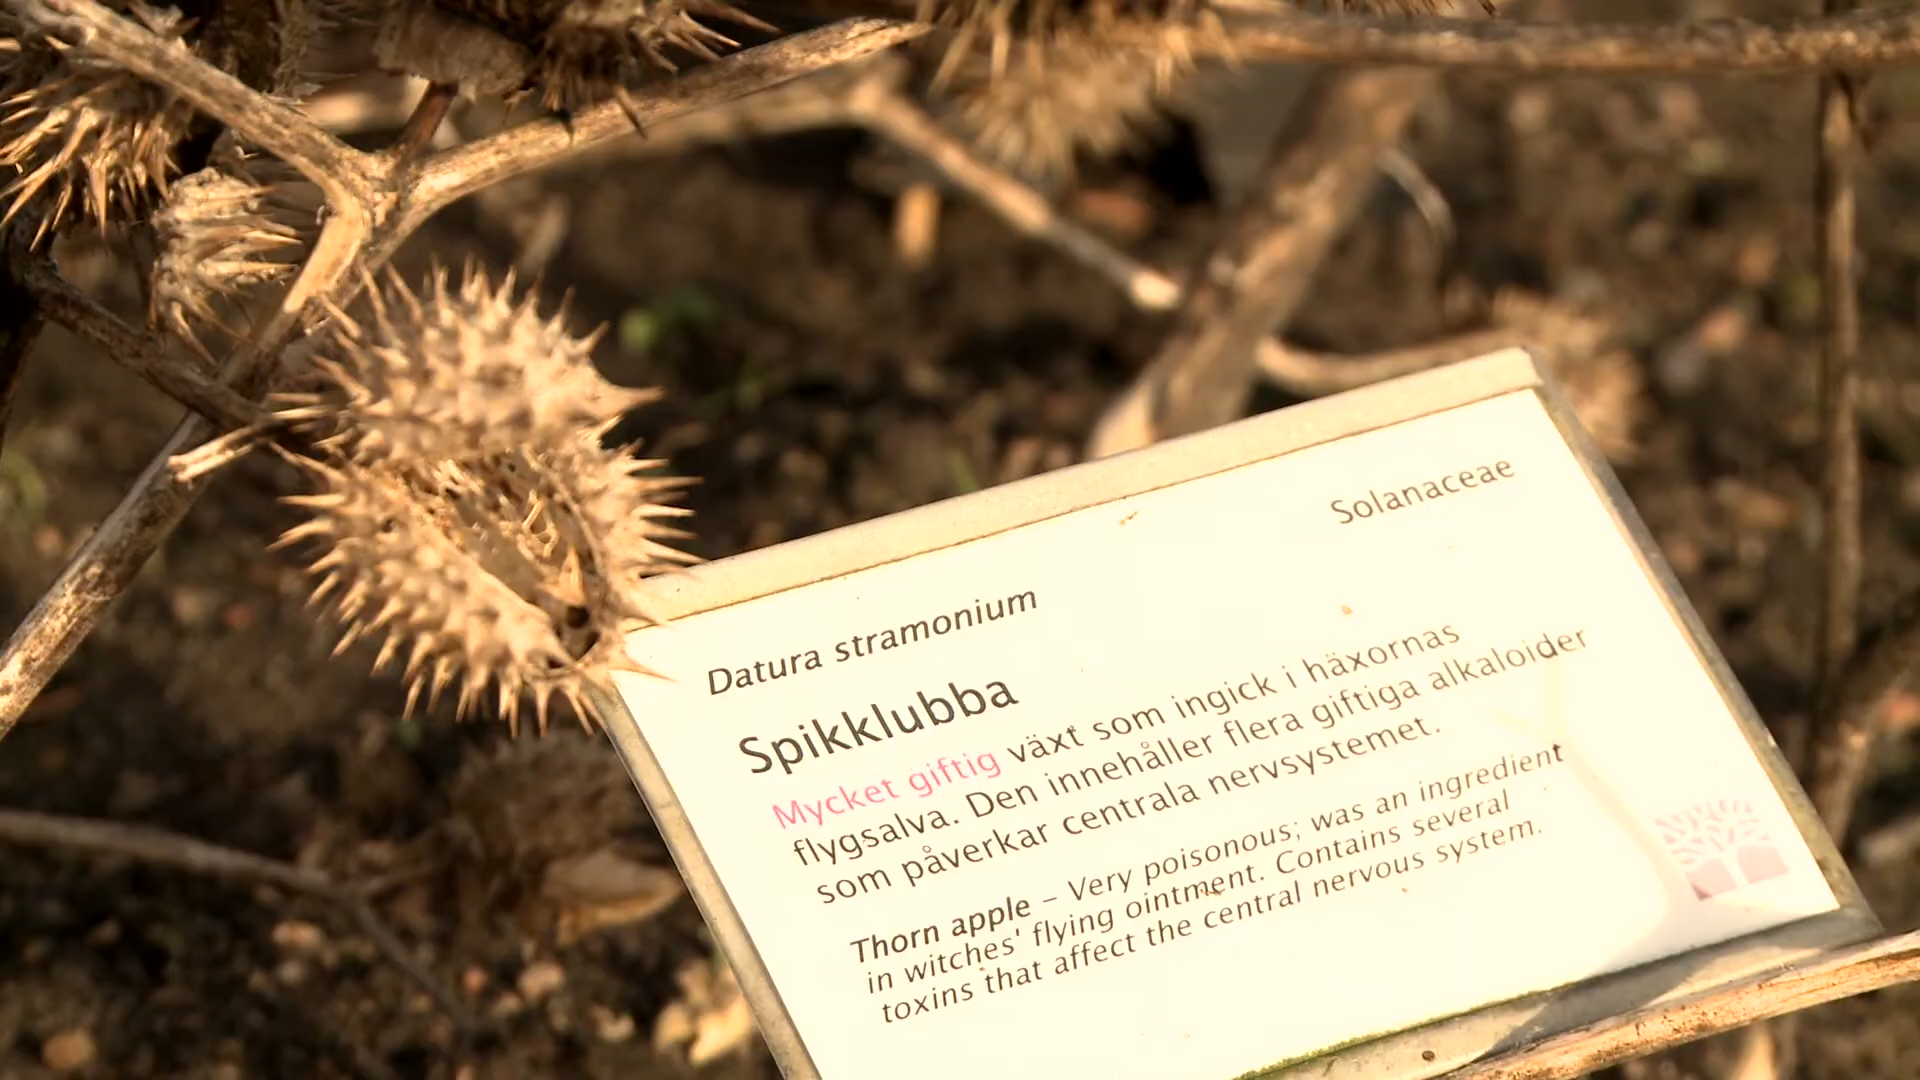 Solanaceae
Datura stramonium
Spikklubba
Mycket giftig växt som ingick i häxornas
flygsalva. Den innehåller flera giftiga alkaloider
som påverkar centrala nervsystemet.
Thorn apple – Very poisonous; was an ingredient
in witches' flying ointment. Contains several
toxins that affect the central nervous system.